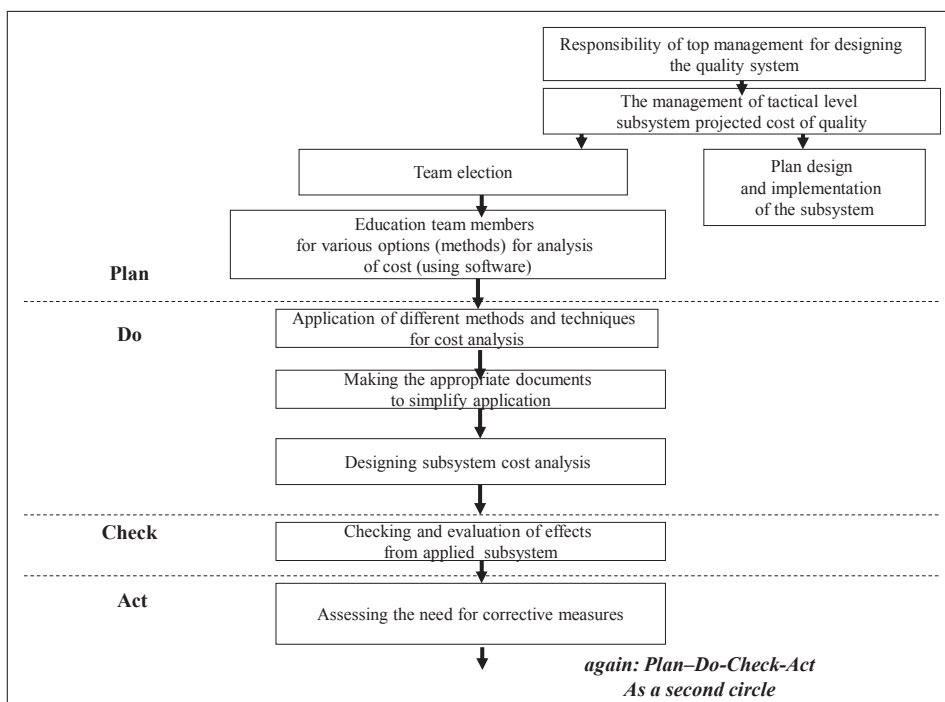 Responsibility of top management for designing
the quality system
The management of tactical level
subsystem projected cost of quality
Team election
Plan design
and implementation
of the subsystem
Education team members
for various options (methods) for analysis
of cost (using software)
Plan
Do
Application of different methods and techniques
for cost analysis
Making the appropriate documents
to simplify application
Designing subsystem cost analysis
Check
Checking and evaluation of effects
from applied subsystem
Act
Assessing the need for corrective measures
again: Plan–Do-Check-Act
As a second circle